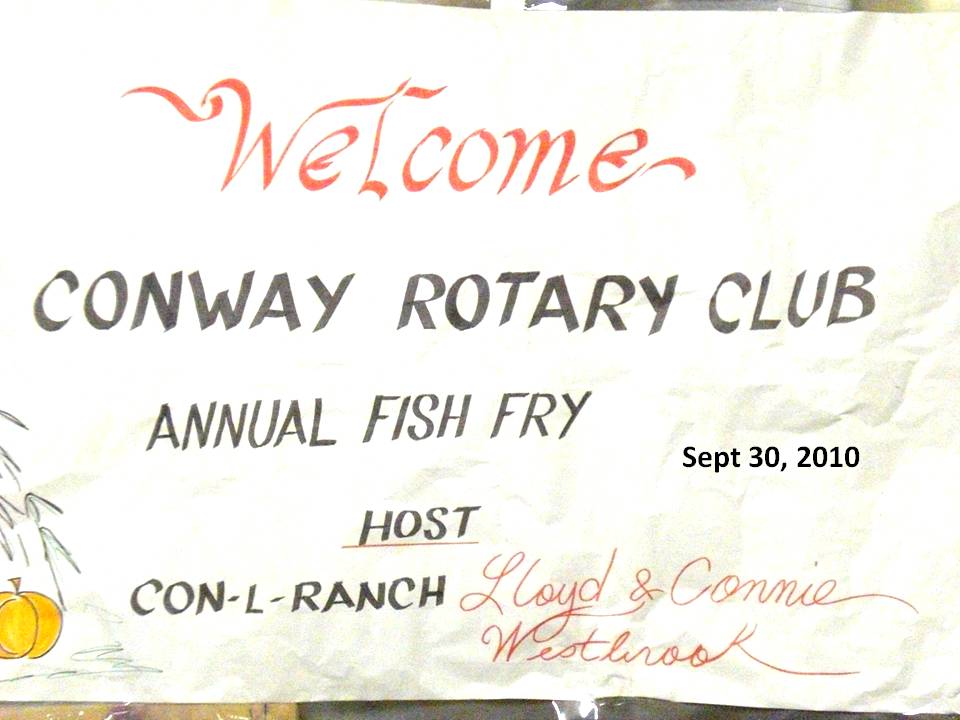 Welcome
CONWAY ROTARY CLUB
ANNUAL FISH FRY
Sept 30, 2010
HOST
CON-L-RANCH Lloyd & Connie
Westbrook